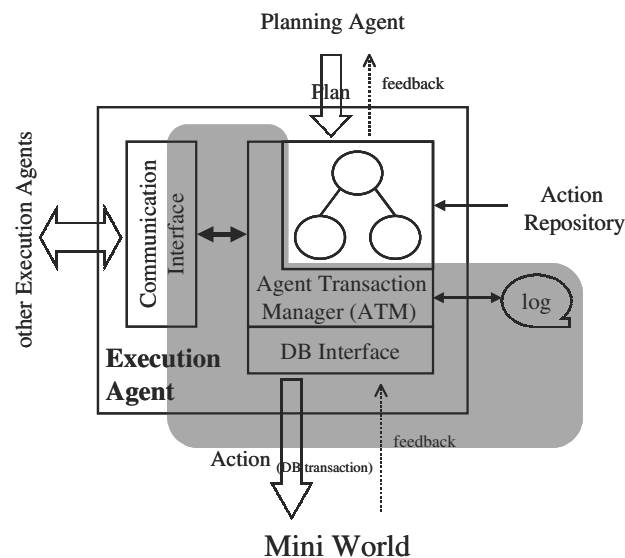 Planning Agent
Plan
feedback
other Execution Agents
Communication
Interface
Action
Repository
Agent Transaction
Manager (ATM)
log
DB Interface
Execution
Agent
feedback
Action (DB transaction)
Mini World